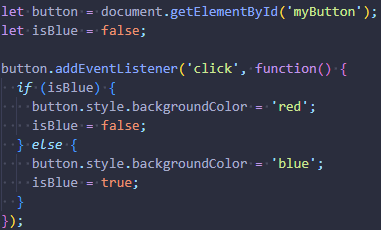 let button = document.getElementById('myButton');
let isBlue = false;

button.addEventListener('click', function() {
  if (isBlue) {
    button.style.backgroundColor = 'red';
    isBlue = false;
  } else {
    button.style.backgroundColor = 'blue';
    isBlue = true;
  }
});